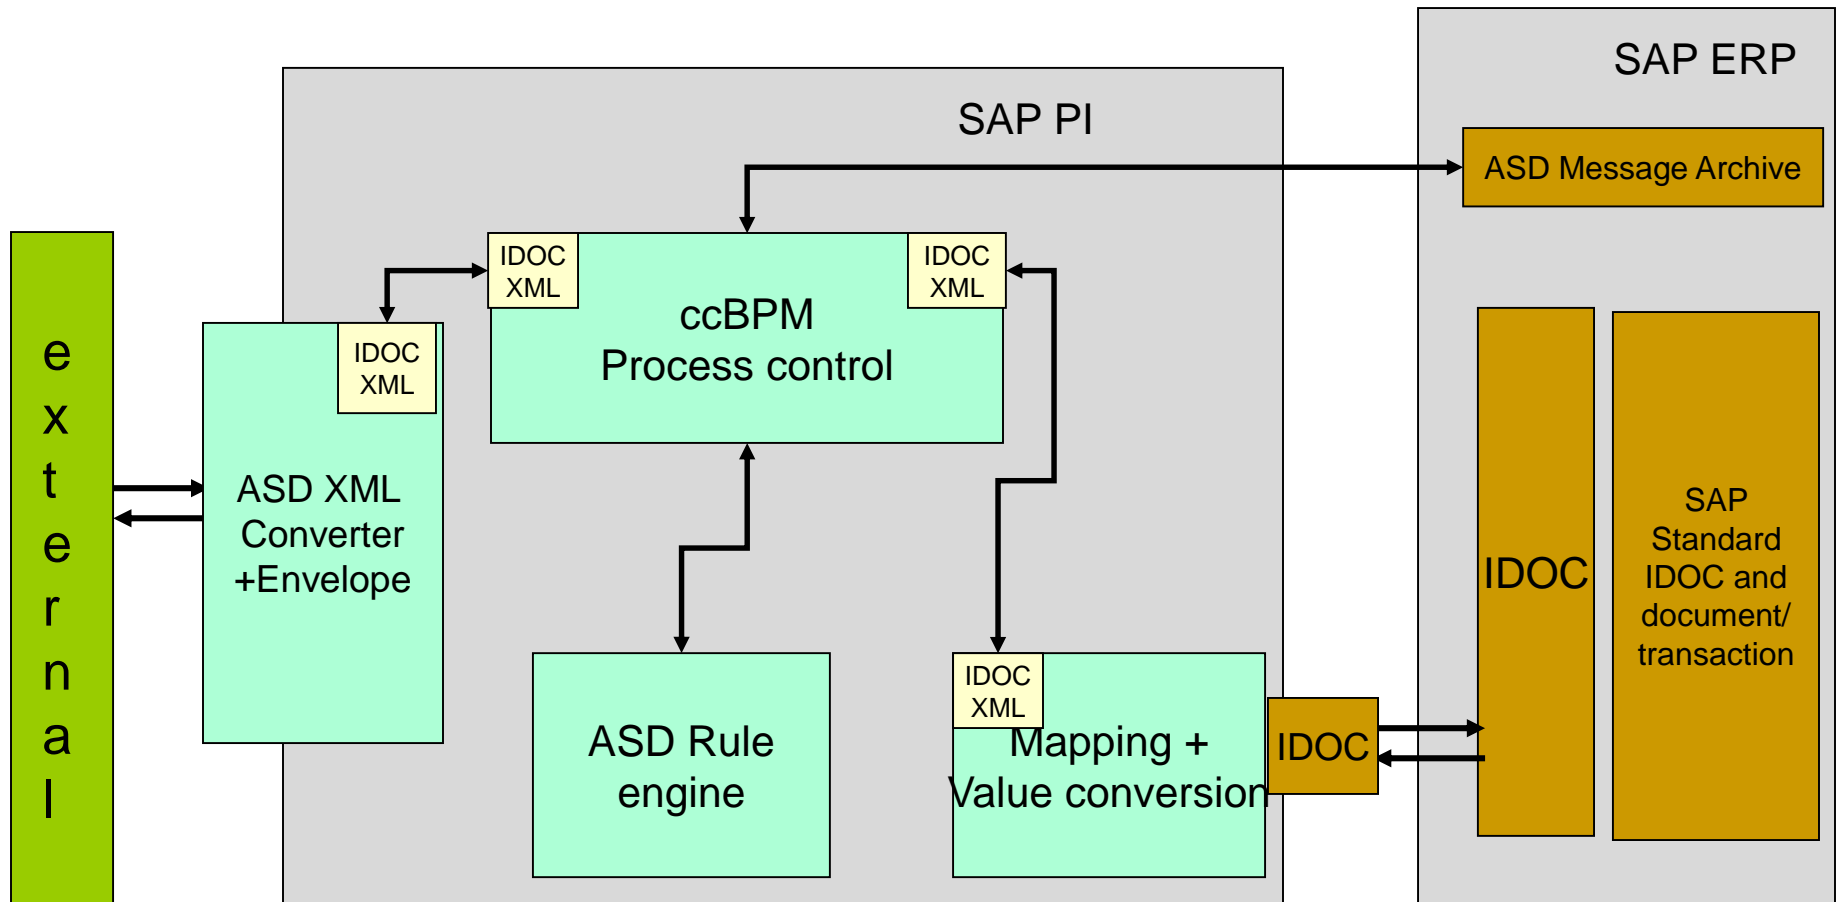 SAP ERP
SAP PI
ASD Message Archive
external
IDOC
XML
IDOC
XML
ccBPM
Process control
IDOC
XML
ASD XML
Converter
+Envelope
IDOC
SAP
Standard
IDOC and
document/
transaction
ASD Rule
engine
IDOC
XML
Mapping +
Value conversion
IDOC